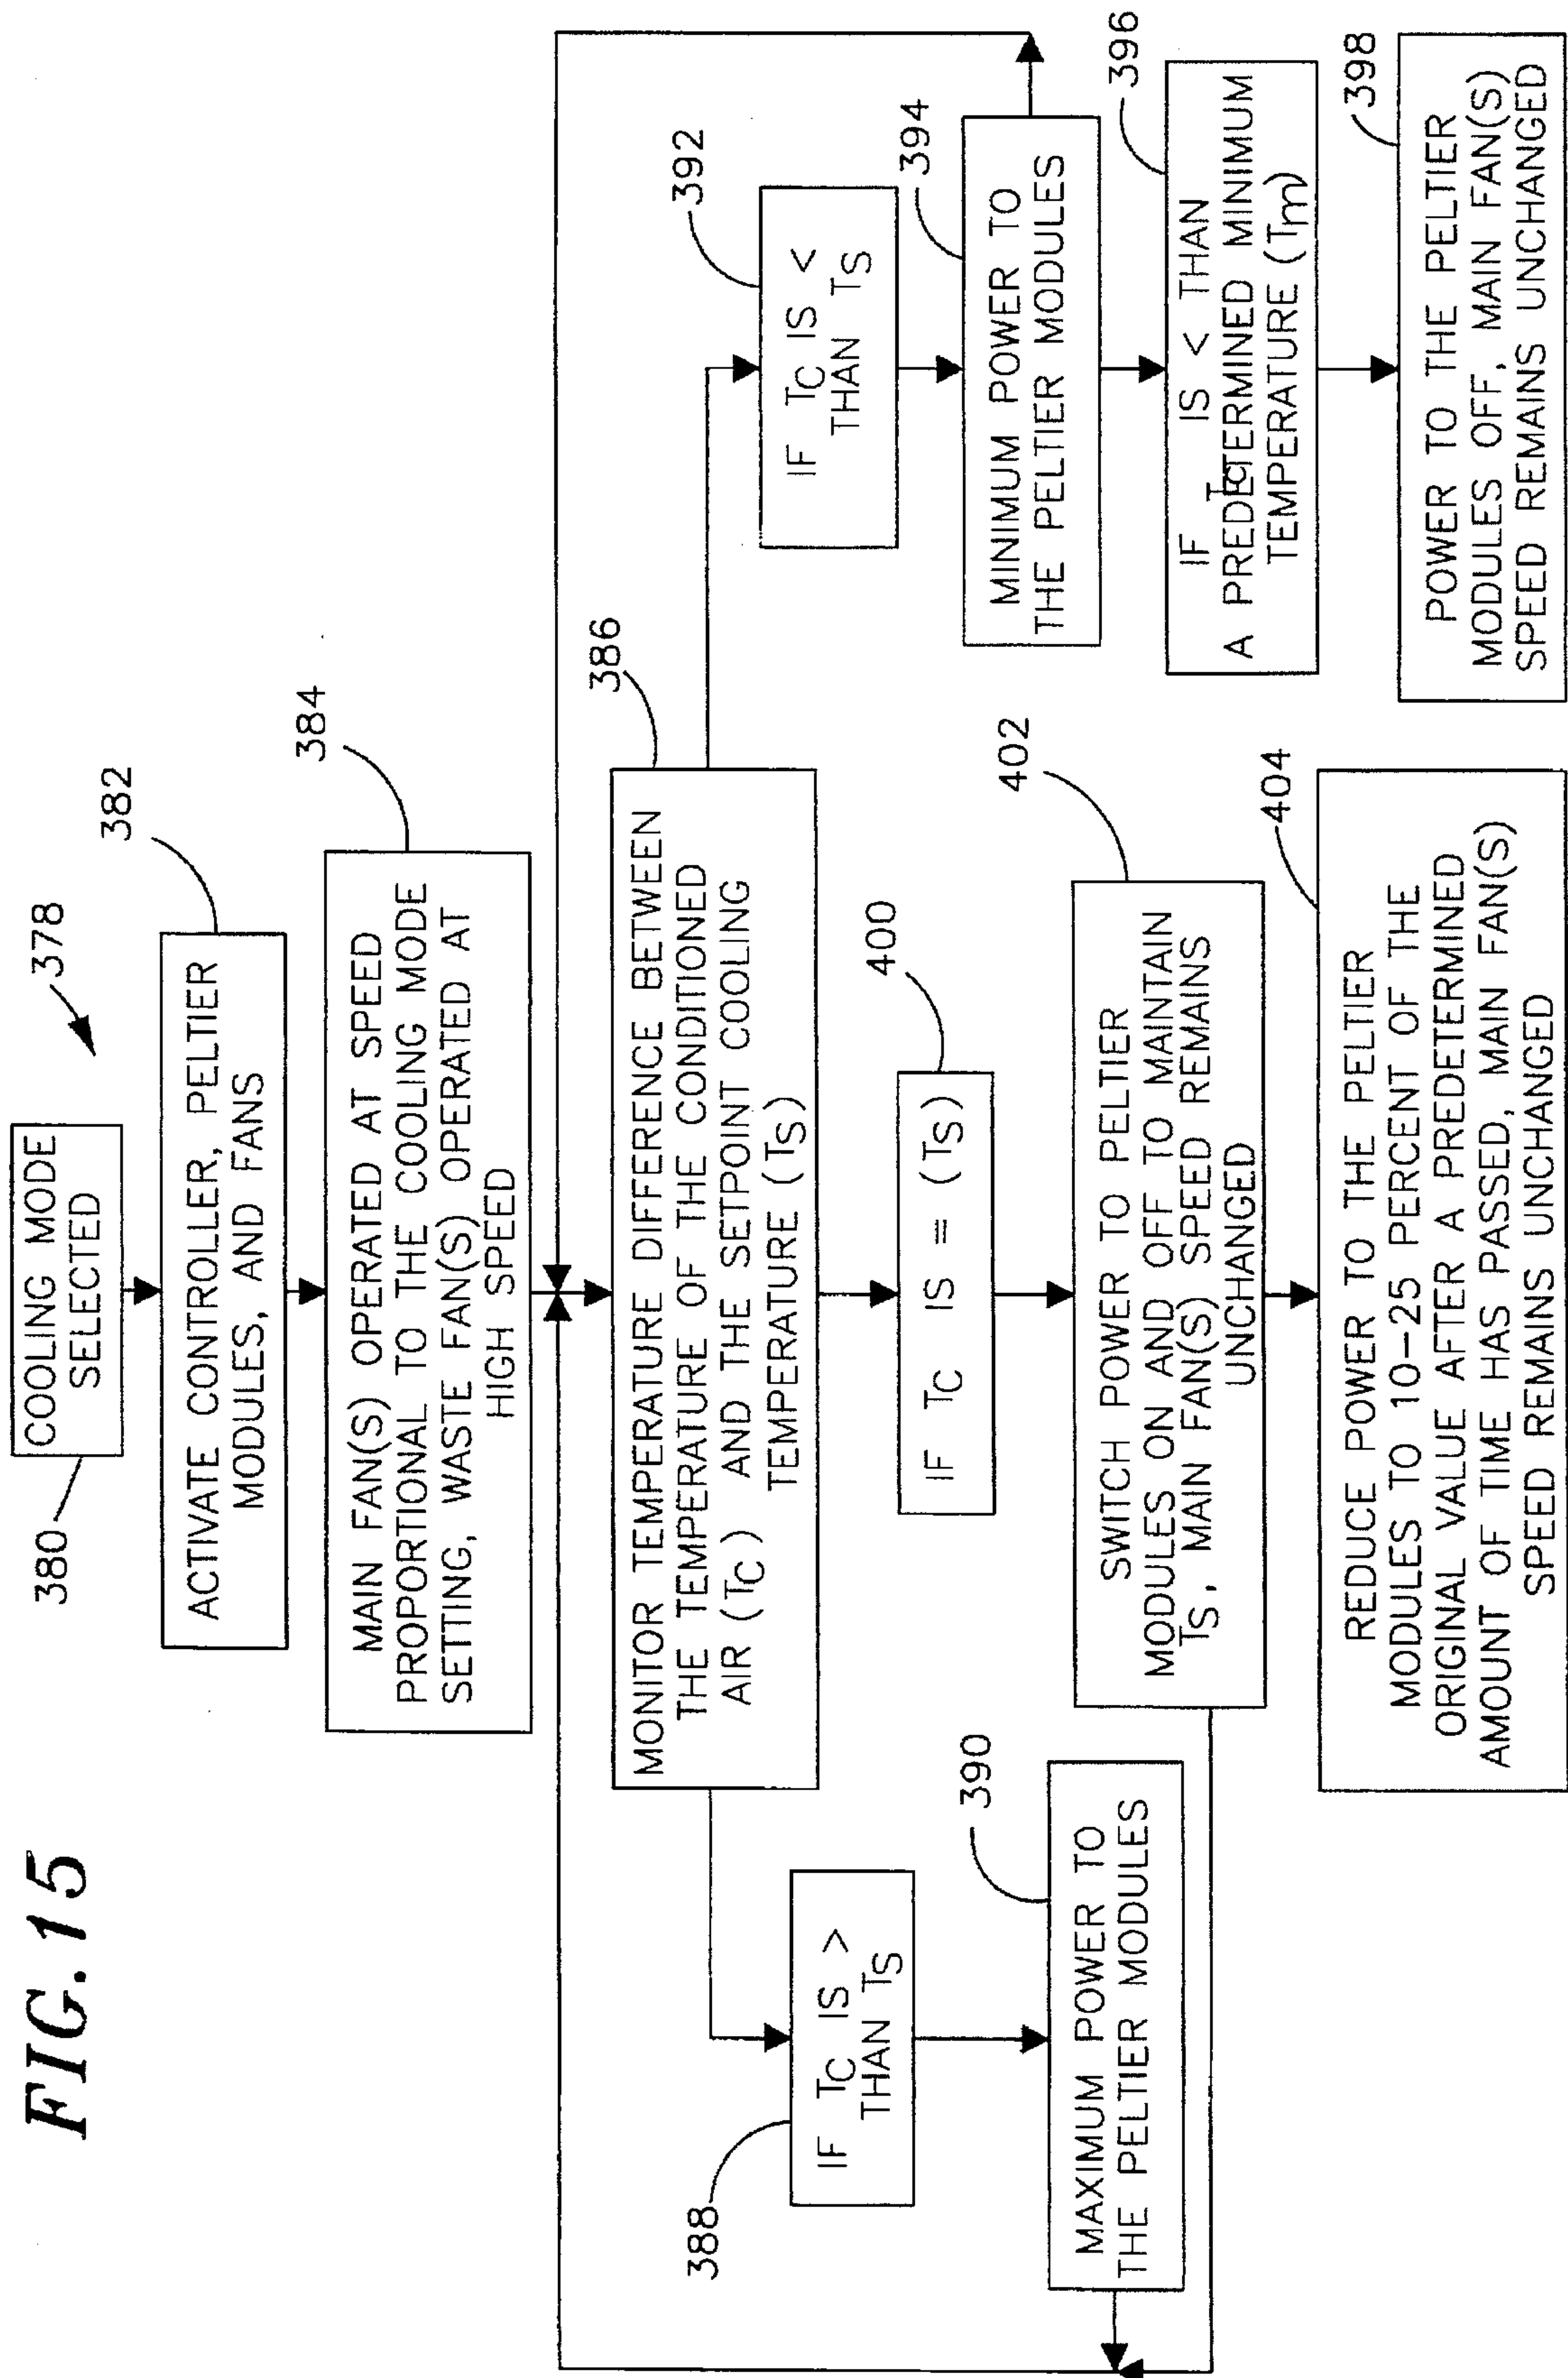 FIG.15
378
COOLING MODE
SELECTED
380
ACTIVATE CONTROLLER, PELTIER
MODULES, AND FANS
382
MAIN FAN(S) OPERATED AT SPEED
PROPORTIONAL TO THE COOLING MODE
SETTING, WASTE FAN(S) OPERATED AT
HIGH SPEED
384
MONITOR TEMPERATURE DIFFERENCE BETWEEN
THE TEMPERATURE OF THE CONDITIONED
AIR (TC) AND THE SETPOINT COOLING
TEMPERATURE (TS)
386
388
IF TC IS >
THAN TS
390
MAXIMUM POWER TO
THE PELTIER MODULES
400
IF TC IS = (TS)
402
SWITCH POWER TO PELTIER
MODULES ON AND OFF TO MAINTAIN
TS, MAIN FAN(S) SPEED REMAINS
UNCHANGED
404
REDUCE POWER TO THE PELTIER
MODULES TO 10-25 PERCENT OF THE
ORIGINAL VALUE AFTER A PREDETERMINED
AMOUNT OF TIME HAS PASSED, MAIN FAN(S)
SPEED REMAINS UNCHANGED
392
IF TC IS <
THAN TS
394
MINIMUM POWER TO
THE PELTIER MODULES
396
IF TC IS < THAN
A PREDETERMINED MINIMUM
TEMPERATURE (Tm)
398
POWER TO THE PELTIER
MODULES OFF, MAIN FAN(S)
SPEED REMAINS UNCHANGED